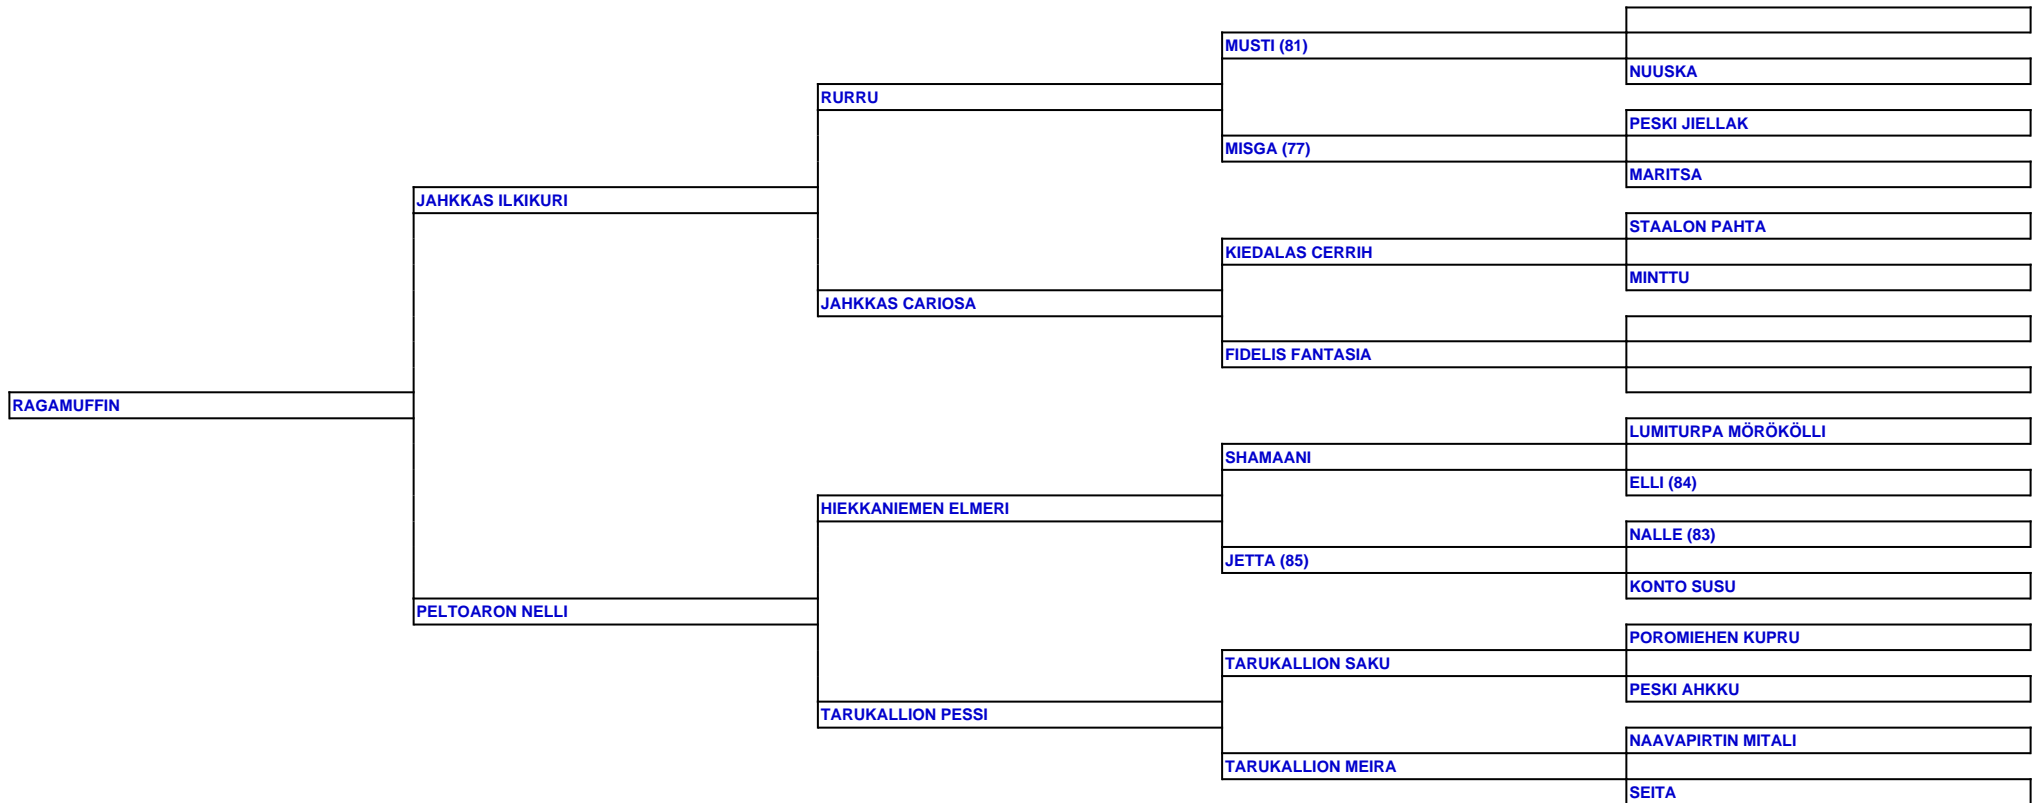 MUSTI (81)
NUUSKA
RURRU
PESKI JIELLAK
MISGA (77)
MARITSA
JAHKKAS ILKIKURI
STAALON PAHTA
KIEDALAS CERRIH
MINTTU
JAHKKAS CARIOSA
FIDELIS FANTASIA
RAGAMUFFIN
LUMITURPA MÖRÖKÖLLI
SHAMAANI
ELLI (84)
HIEKKANIEMEN ELMERI
NALLE (83)
JETTA (85)
KONTO SUSU
PELTOARON NELLI
POROMIEHEN KUPRU
TARUKALLION SAKU
PESKI AHKKU
TARUKALLION PESSI
NAAVAPIRTIN MITALI
TARUKALLION MEIRA
SEITA